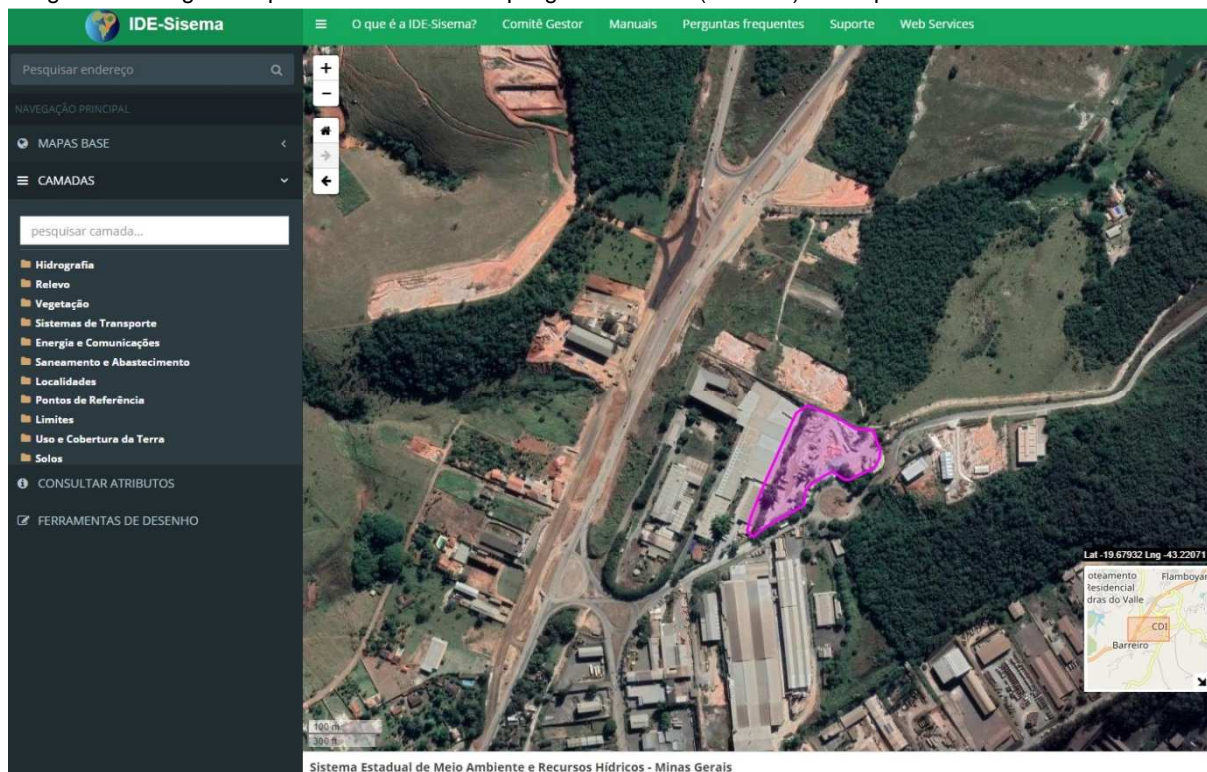 IDE-Sisema
O que é a IDE-Sisema? Comitê Gestor Manuais Perguntas frequentes Suporte Web Services
Pesquisar endereço
NAVEGAÇÃO PRINCIPAL
MAPAS BASE
CAMADAS
pesquisar camada...
Hidrografia
Relevo
Vegetação
Sistemas de Transporte
Energia e Comunicações
Saneamento e Abastecimento
Localidades
Pontos de Referência
Limites
Uso e Cobertura da Terra
Solos
CONSULTAR ATRIBUTOS
FERRAMENTAS DE DESENHO
Lat -19.67932 Lng -43.22071
oteamento
Residencial
dras do Valle
Flamboyan
CDI
Barreiro
100 m
300 ft
Sistema Estadual de Meio Ambiente e Recursos Hídricos - Minas Gerais